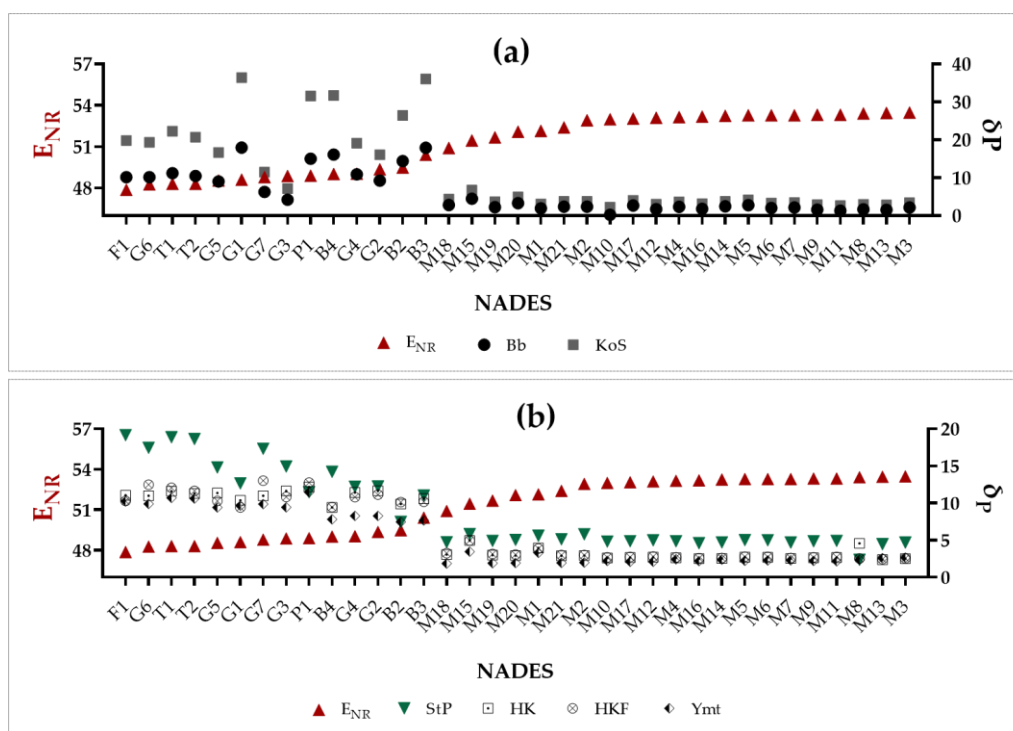 (a)
57
54
51
48
E_NR
40
30
20
10
0
δP
F1 G6 T1 T2 G5 G1 G7 G3 P1 B4 G4 G2 B2 B3 M18 M15 M19 M20 M1 M21 M2 M10 M17 M12 M4 M16 M14 M5 M6 M7 M9 M11 M8 M13 M3
NADES
E_NR Bb KoS
(b)
57
54
51
48
E_NR
20
15
10
5
0
δ_P
F1 G6 T1 T2 G5 G1 G7 G3 P1 B4 G4 G2 B2 B3 M18 M15 M19 M20 M1 M21 M2 M10 M17 M12 M4 M16 M14 M5 M6 M7 M9 M11 M8 M13 M3
NADES
E_NR StP HK HKF Ymt